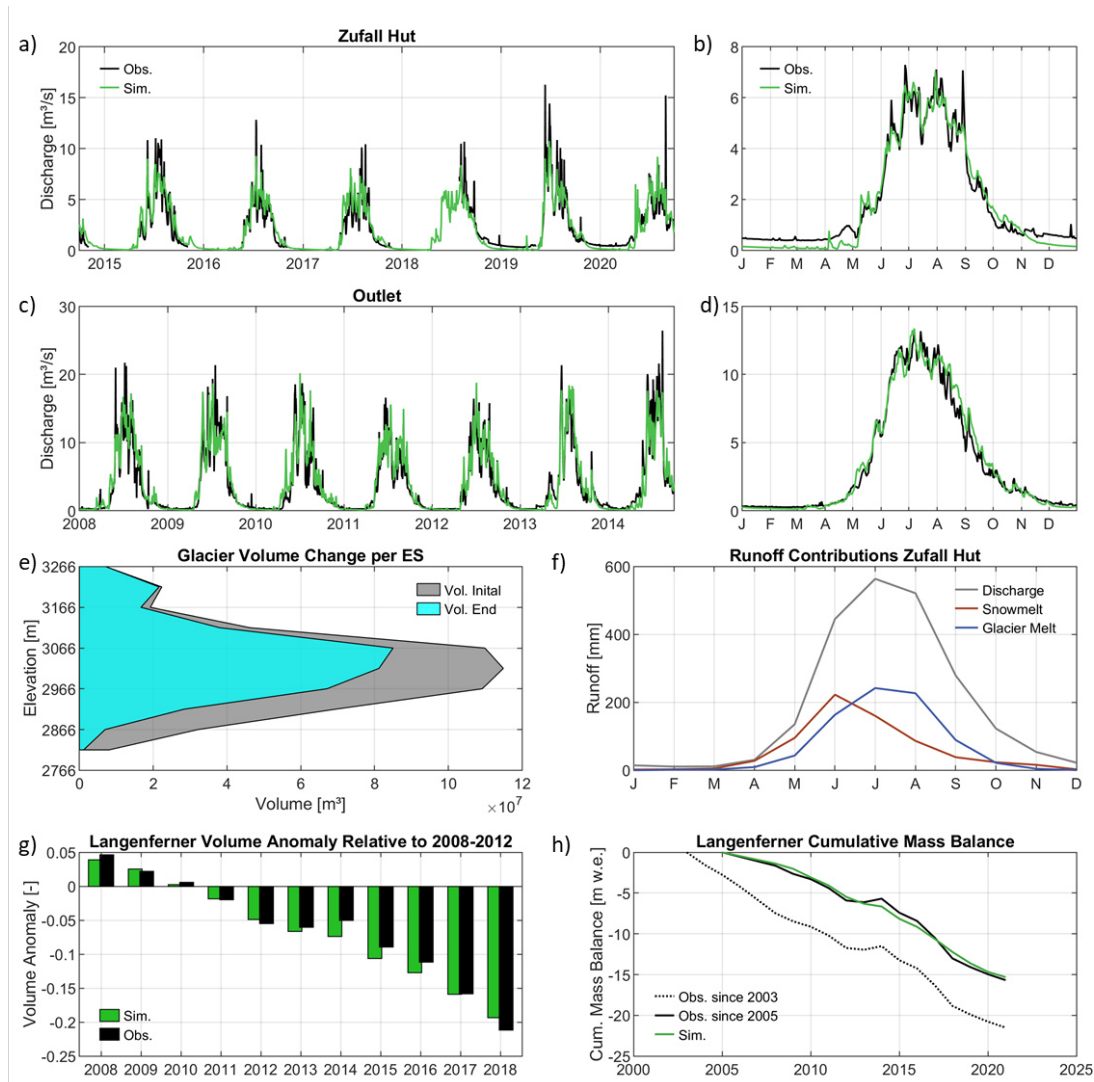 a)
Zufall Hut
Obs.
Sim.
Discharge [m³/s]
20
15
10
5
0
2015 2016 2017 2018 2019 2020
b)
Obs.
Sim.
8
6
4
2
0
J F M A M J J A S O N D
c)
Outlet
Discharge [m³/s]
30
20
10
0
2008 2009 2010 2011 2012 2013 2014
d)
15
10
5
0
J F M A M J J A S O N D
e)
Glacier Volume Change per ES
Vol. Inital
Vol. End
Elevation [m]
3266
3166
3066
2966
2866
2766
0 2 4 6 8 10 12
Volume [m³]
×10⁷
f)
Runoff Contributions Zufall Hut
Discharge
Snowmelt
Glacier Melt
Runoff [mm]
600
400
200
0
J F M A M J J A S O N D
g)
Langenferner Volume Anomaly Relative to 2008-2012
Volume Anomaly [-]
0.05
0
-0.05
-0.1
-0.15
-0.2
-0.25
Sim.
Obs.
2008 2009 2010 2011 2012 2013 2014 2015 2016 2017 2018
h)
Langenferner Cumulative Mass Balance
Cum. Mass Balance [m w.e.]
0
-5
-10
-15
-20
-25
Obs. since 2003
Obs. since 2005
Sim.
2000 2005 2010 2015 2020 2025